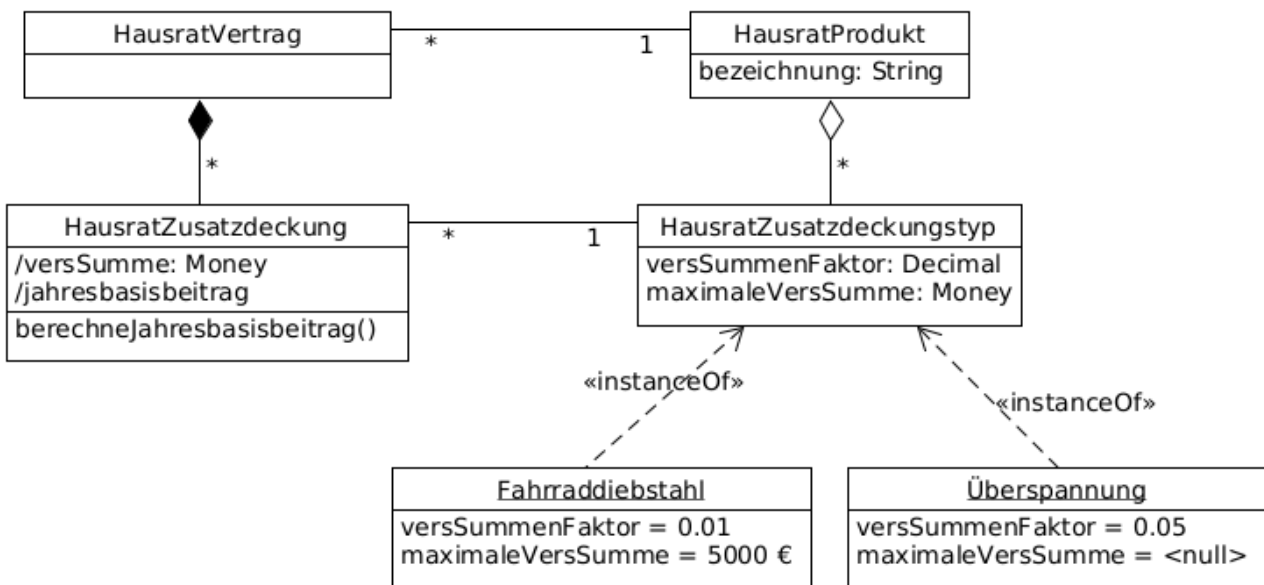 HausratVertrag
* 1
HausratProdukt
bezeichnung: String
*
*
HausratZusatzdeckung
/versSumme: Money
/jahresbasisbeitrag
berechneJahresbasisbeitrag()
* 1
HausratZusatzdeckungstyp
versSummenFaktor: Decimal
maximaleVersSumme: Money
«instanceOf»
«instanceOf»
Fahrraddiebstahl
versSummenFaktor = 0.01
maximaleVersSumme = 5000 €
Überspannung
versSummenFaktor = 0.05
maximaleVersSumme = <null>